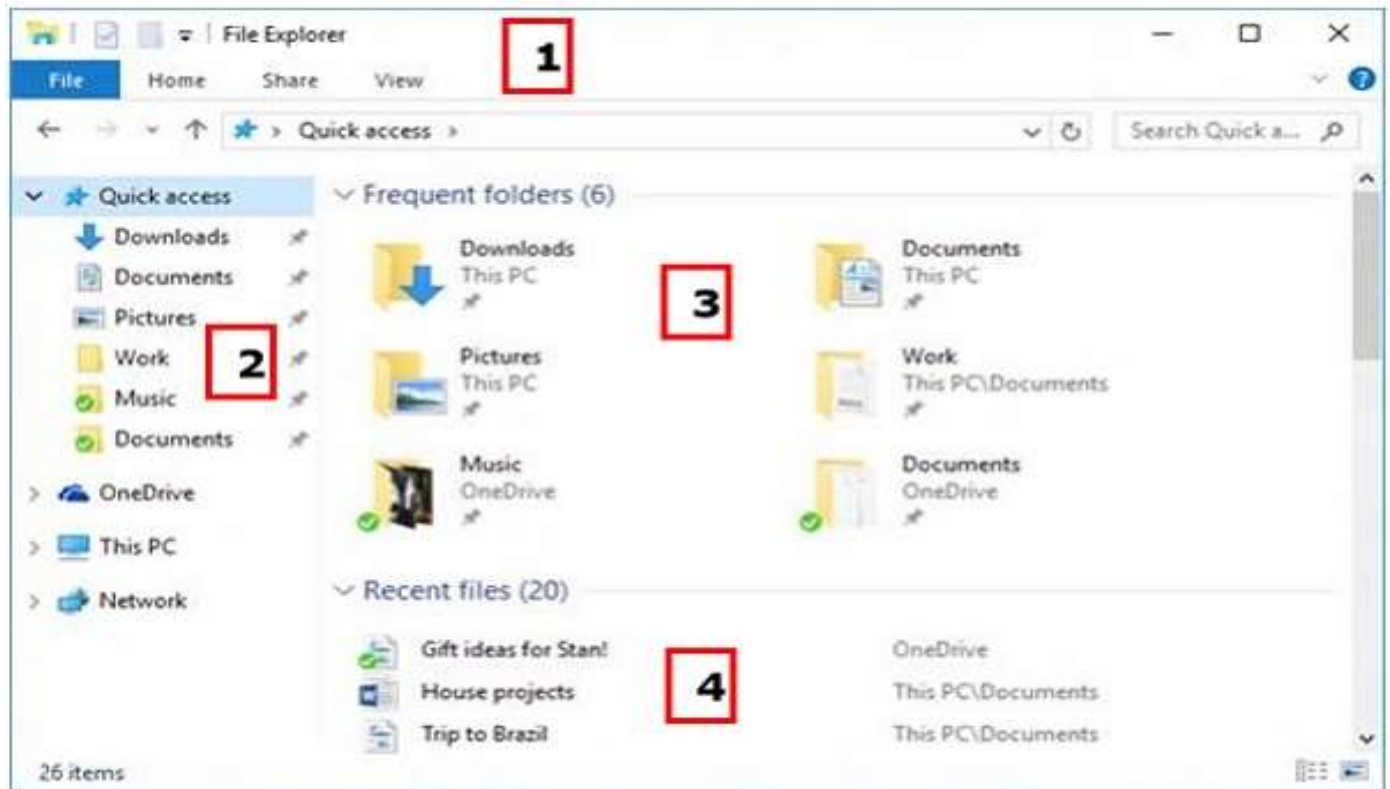 File Explorer
1
File Home Share View
Quick access
Search Quick a...
Quick access
Downloads
Documents
Pictures
Work
2
Music
Documents
OneDrive
This PC
Network
Frequent folders (6)
Downloads
This PC
Documents
This PC
3
Pictures
This PC
Work
This PC\Documents
Music
OneDrive
Documents
OneDrive
Recent files (20)
Gift ideas for Stan! OneDrive
House projects This PC\Documents
4
Trip to Brazil This PC\Documents
26 items